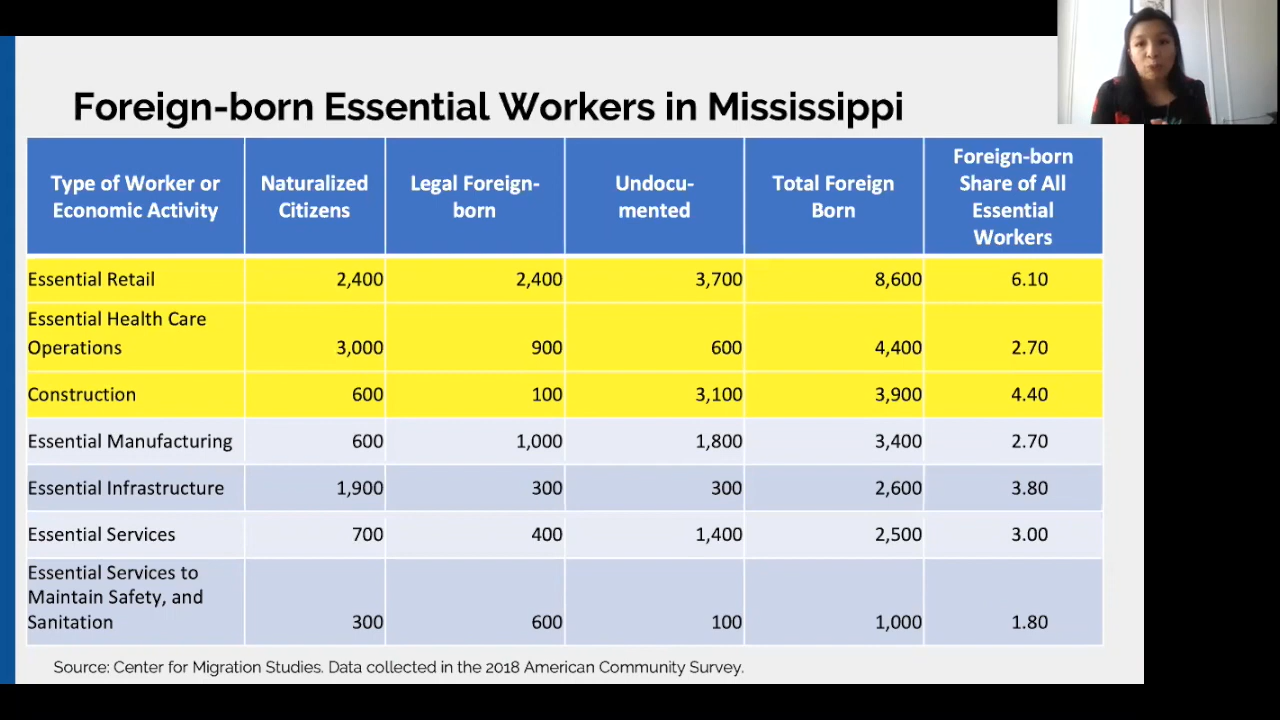 Foreign-born Essential Workers in Mississippi
Type of Worker or
Economic Activity
Naturalized
Citizens
Legal Foreign-
born
Undocu-
mented
Total Foreign
Born
Foreign-born
Share of All
Essential
Workers
Essential Retail 2,400 2,400 3,700 8,600 6.10
Essential Health Care
Operations 3,000 900 600 4,400 2.70
Construction 600 100 3,100 3,900 4.40
Essential Manufacturing 600 1,000 1,800 3,400 2.70
Essential Infrastructure 1,900 300 300 2,600 3.80
Essential Services 700 400 1,400 2,500 3.00
Essential Services to
Maintain Safety, and
Sanitation 300 600 100 1,000 1.80
Source: Center for Migration Studies. Data collected in the 2018 American Community Survey.